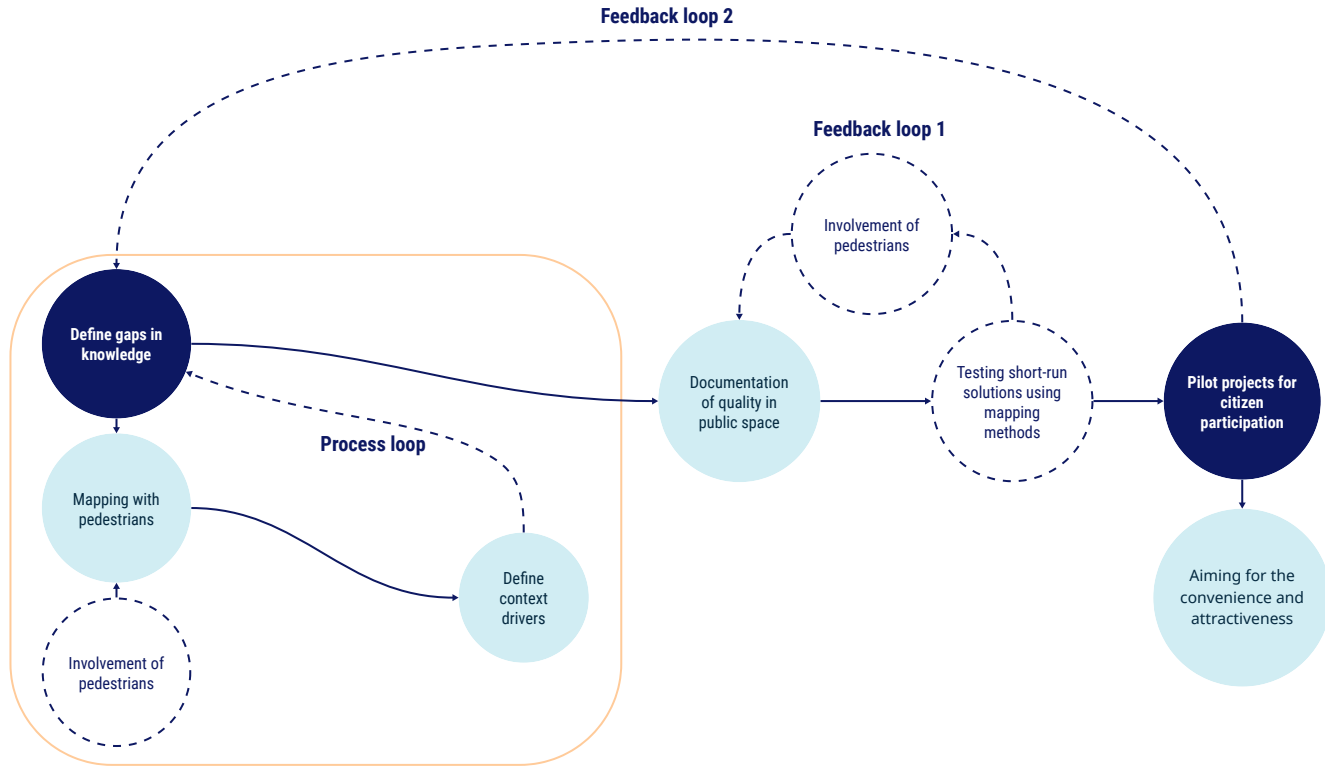 Feedback loop 2
Feedback loop 1
Involvement of
pedestrians
Define gaps in
knowledge
Documentation
of quality in
public space
Testing short-run
solutions using
mapping
methods
Pilot projects for
citizen
participation
Process loop
Mapping with
pedestrians
Define
context
drivers
Aiming for the
convenience and
attractiveness
Involvement of
pedestrians